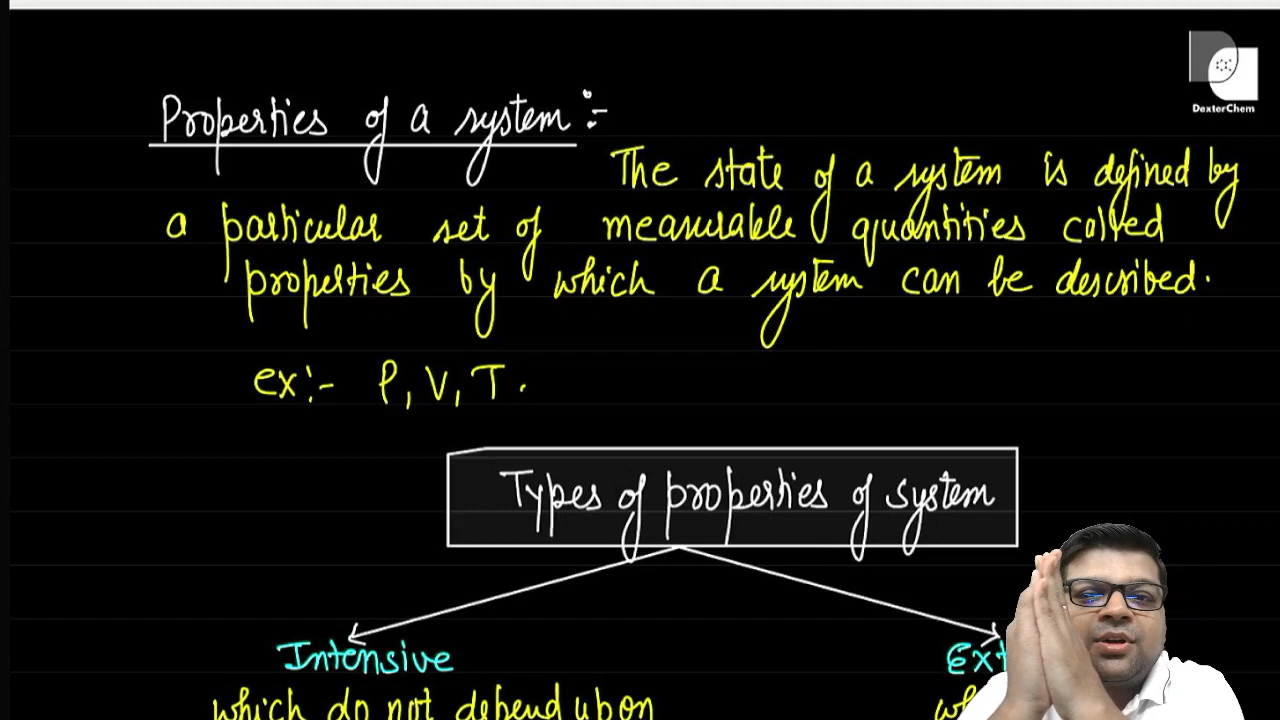 DexterChem
Properties of a system :-
The state of a system is defined by
a particular set of measurable quantities called
properties by which a system can be described.
ex:- P, V, T.
Types of properties of system
Intensive
which do not depend upon